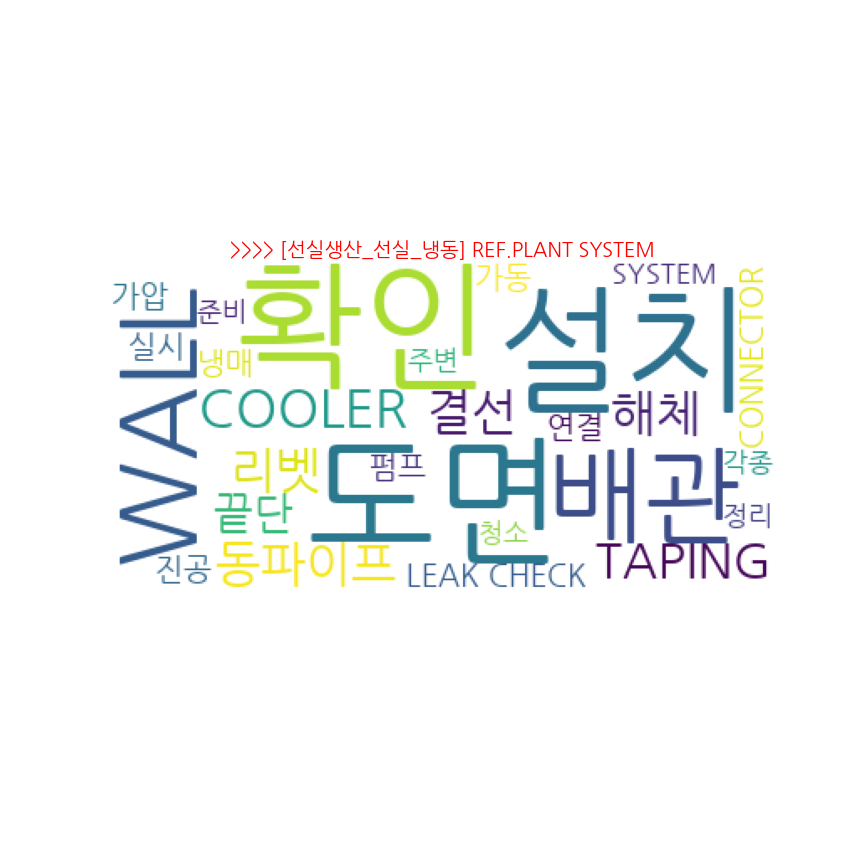 >>>> [선실생산_선실_냉동] REF.PLANT SYSTEM
확인
가동
SYSTEM
CONNECTOR
가압
준비
설치
WALL
실시
냉매
주변
COOLER
결선
연결
해체
리벳
펌프
도면
배관
각종
끝단
청소
정리
진공
동파이프
LEAK CHECK
TAPING